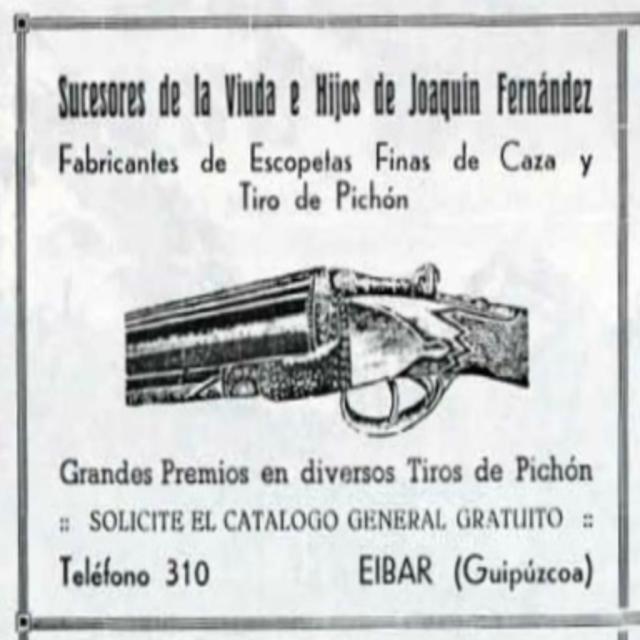 Sucesores de la Viuda e Hijos de Joaquín Fernández
Fabricantes de Escopetas Finas de Caza y
Tiro de Pichón
Grandes Premios en diversos Tiros de Pichón
:: SOLICITE EL CATALOGO GENERAL GRATUITO ::
Teléfono 310 EIBAR (Guipúzcoa)